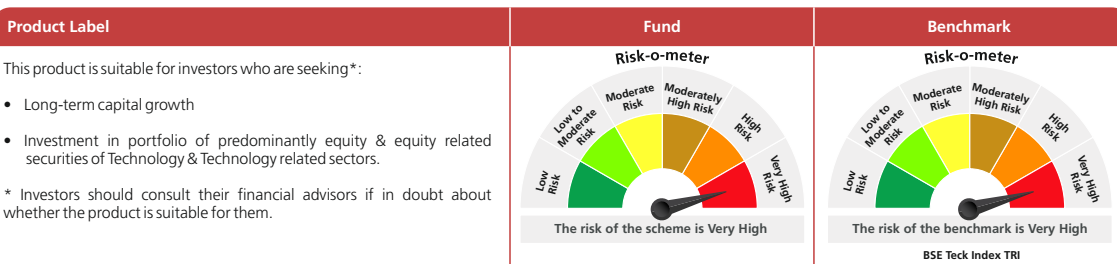 Product Label
Fund
Benchmark
This product is suitable for investors who are seeking*:
• Long-term capital growth
• Investment in portfolio of predominantly equity & equity related
securities of Technology & Technology related sectors.
* Investors should consult their financial advisors if in doubt about
whether the product is suitable for them.
Risk-o-meter
Low
Risk
Low to
Moderate
Risk
Moderate
Risk
Moderately
High Risk
High
Risk
Very High
Risk
The risk of the scheme is Very High
Risk-o-meter
Low
Risk
Low to
Moderate
Risk
Moderate
Risk
Moderately
High Risk
High
Risk
Very High
Risk
The risk of the benchmark is Very High
BSE Teck Index TRI